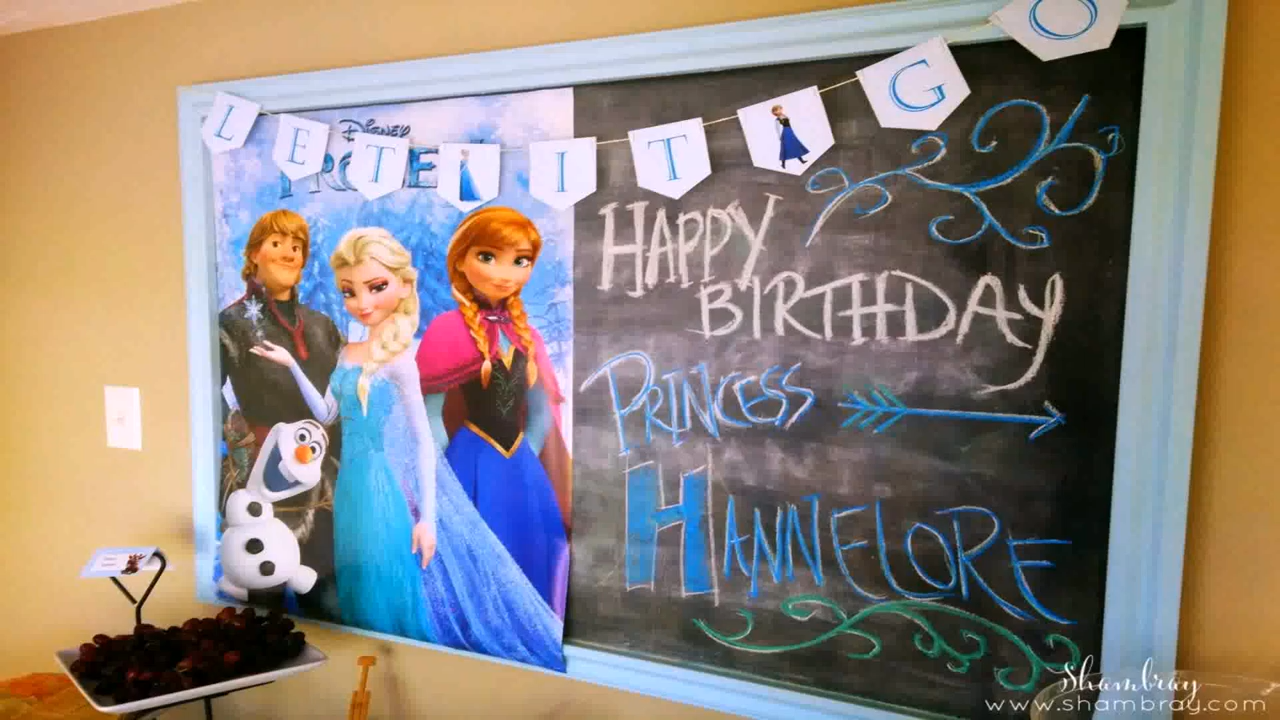 LET IT GO
DISNEY
FROZEN
HAPPY
BIRTHDAY
PRINCESS
HANNELORE
Shambray
www.shambray.com